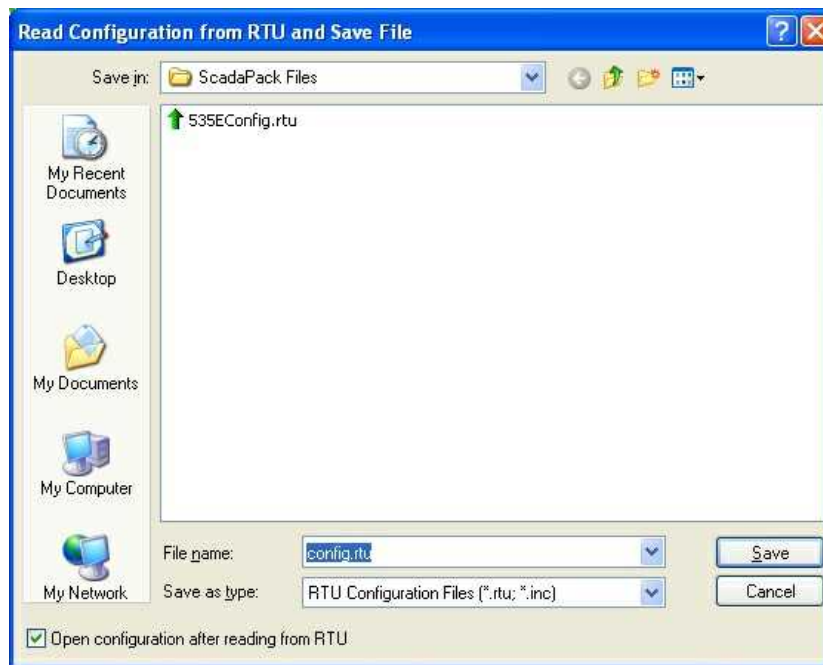 Read Configuration from RTU and Save File
Save in: ScadaPack Files
535EConfig.rtu
My Recent
Documents
Desktop
My Documents
My Computer
My Network
File name: config.rtu Save
Save as type: RTU Configuration Files (*.rtu; *.inc) Cancel
Open configuration after reading from RTU